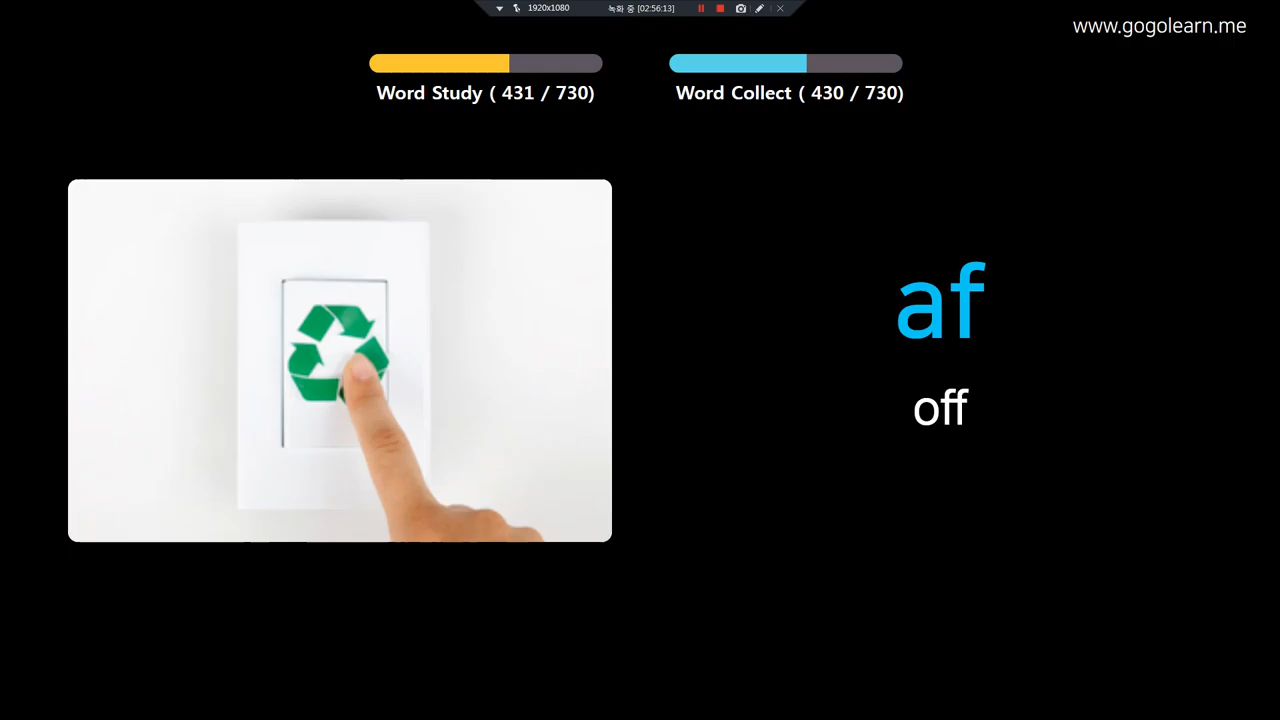 1920x1080 녹화 중 [02:56:13]
www.gogolearn.me
Word Study ( 431 / 730)
Word Collect ( 430 / 730)
af
off